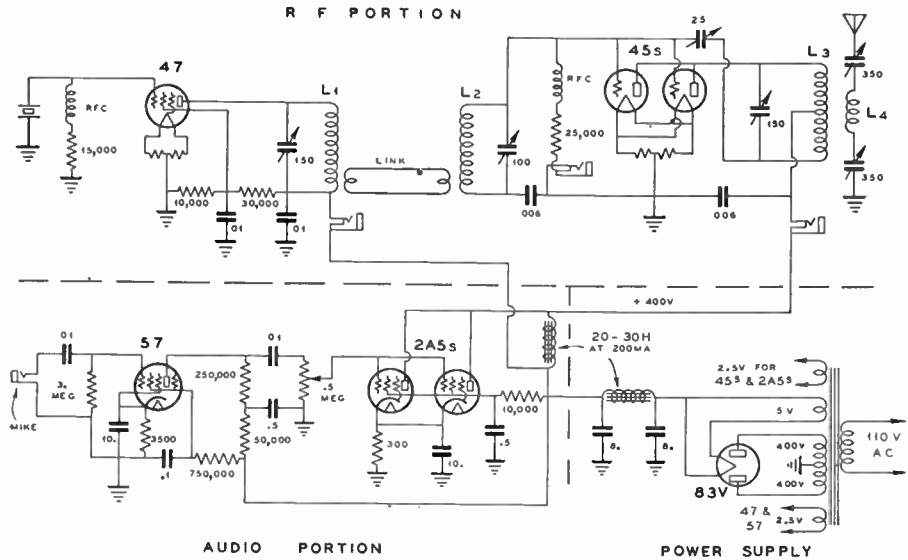 R F PORTION
47
RFC
15,000
10,000
30,000
01
01
150
L1
LINK
L2
100
006
RFC
25,000
45s
25
006
150
L3
350
L4
350
+ 400V
57
01
3. MEG
MIKE
10.
3500
.1
750,000
250,000
50,000
01
.5
.5 MEG
2A5s
300
10.
.5
10,000
20-30H
AT 200MA
8.
8.
2.5V FOR
45s & 2A5s
5V
400V
400V
83V
47 &
57
2.5V
110V
AC
AUDIO PORTION
POWER SUPPLY